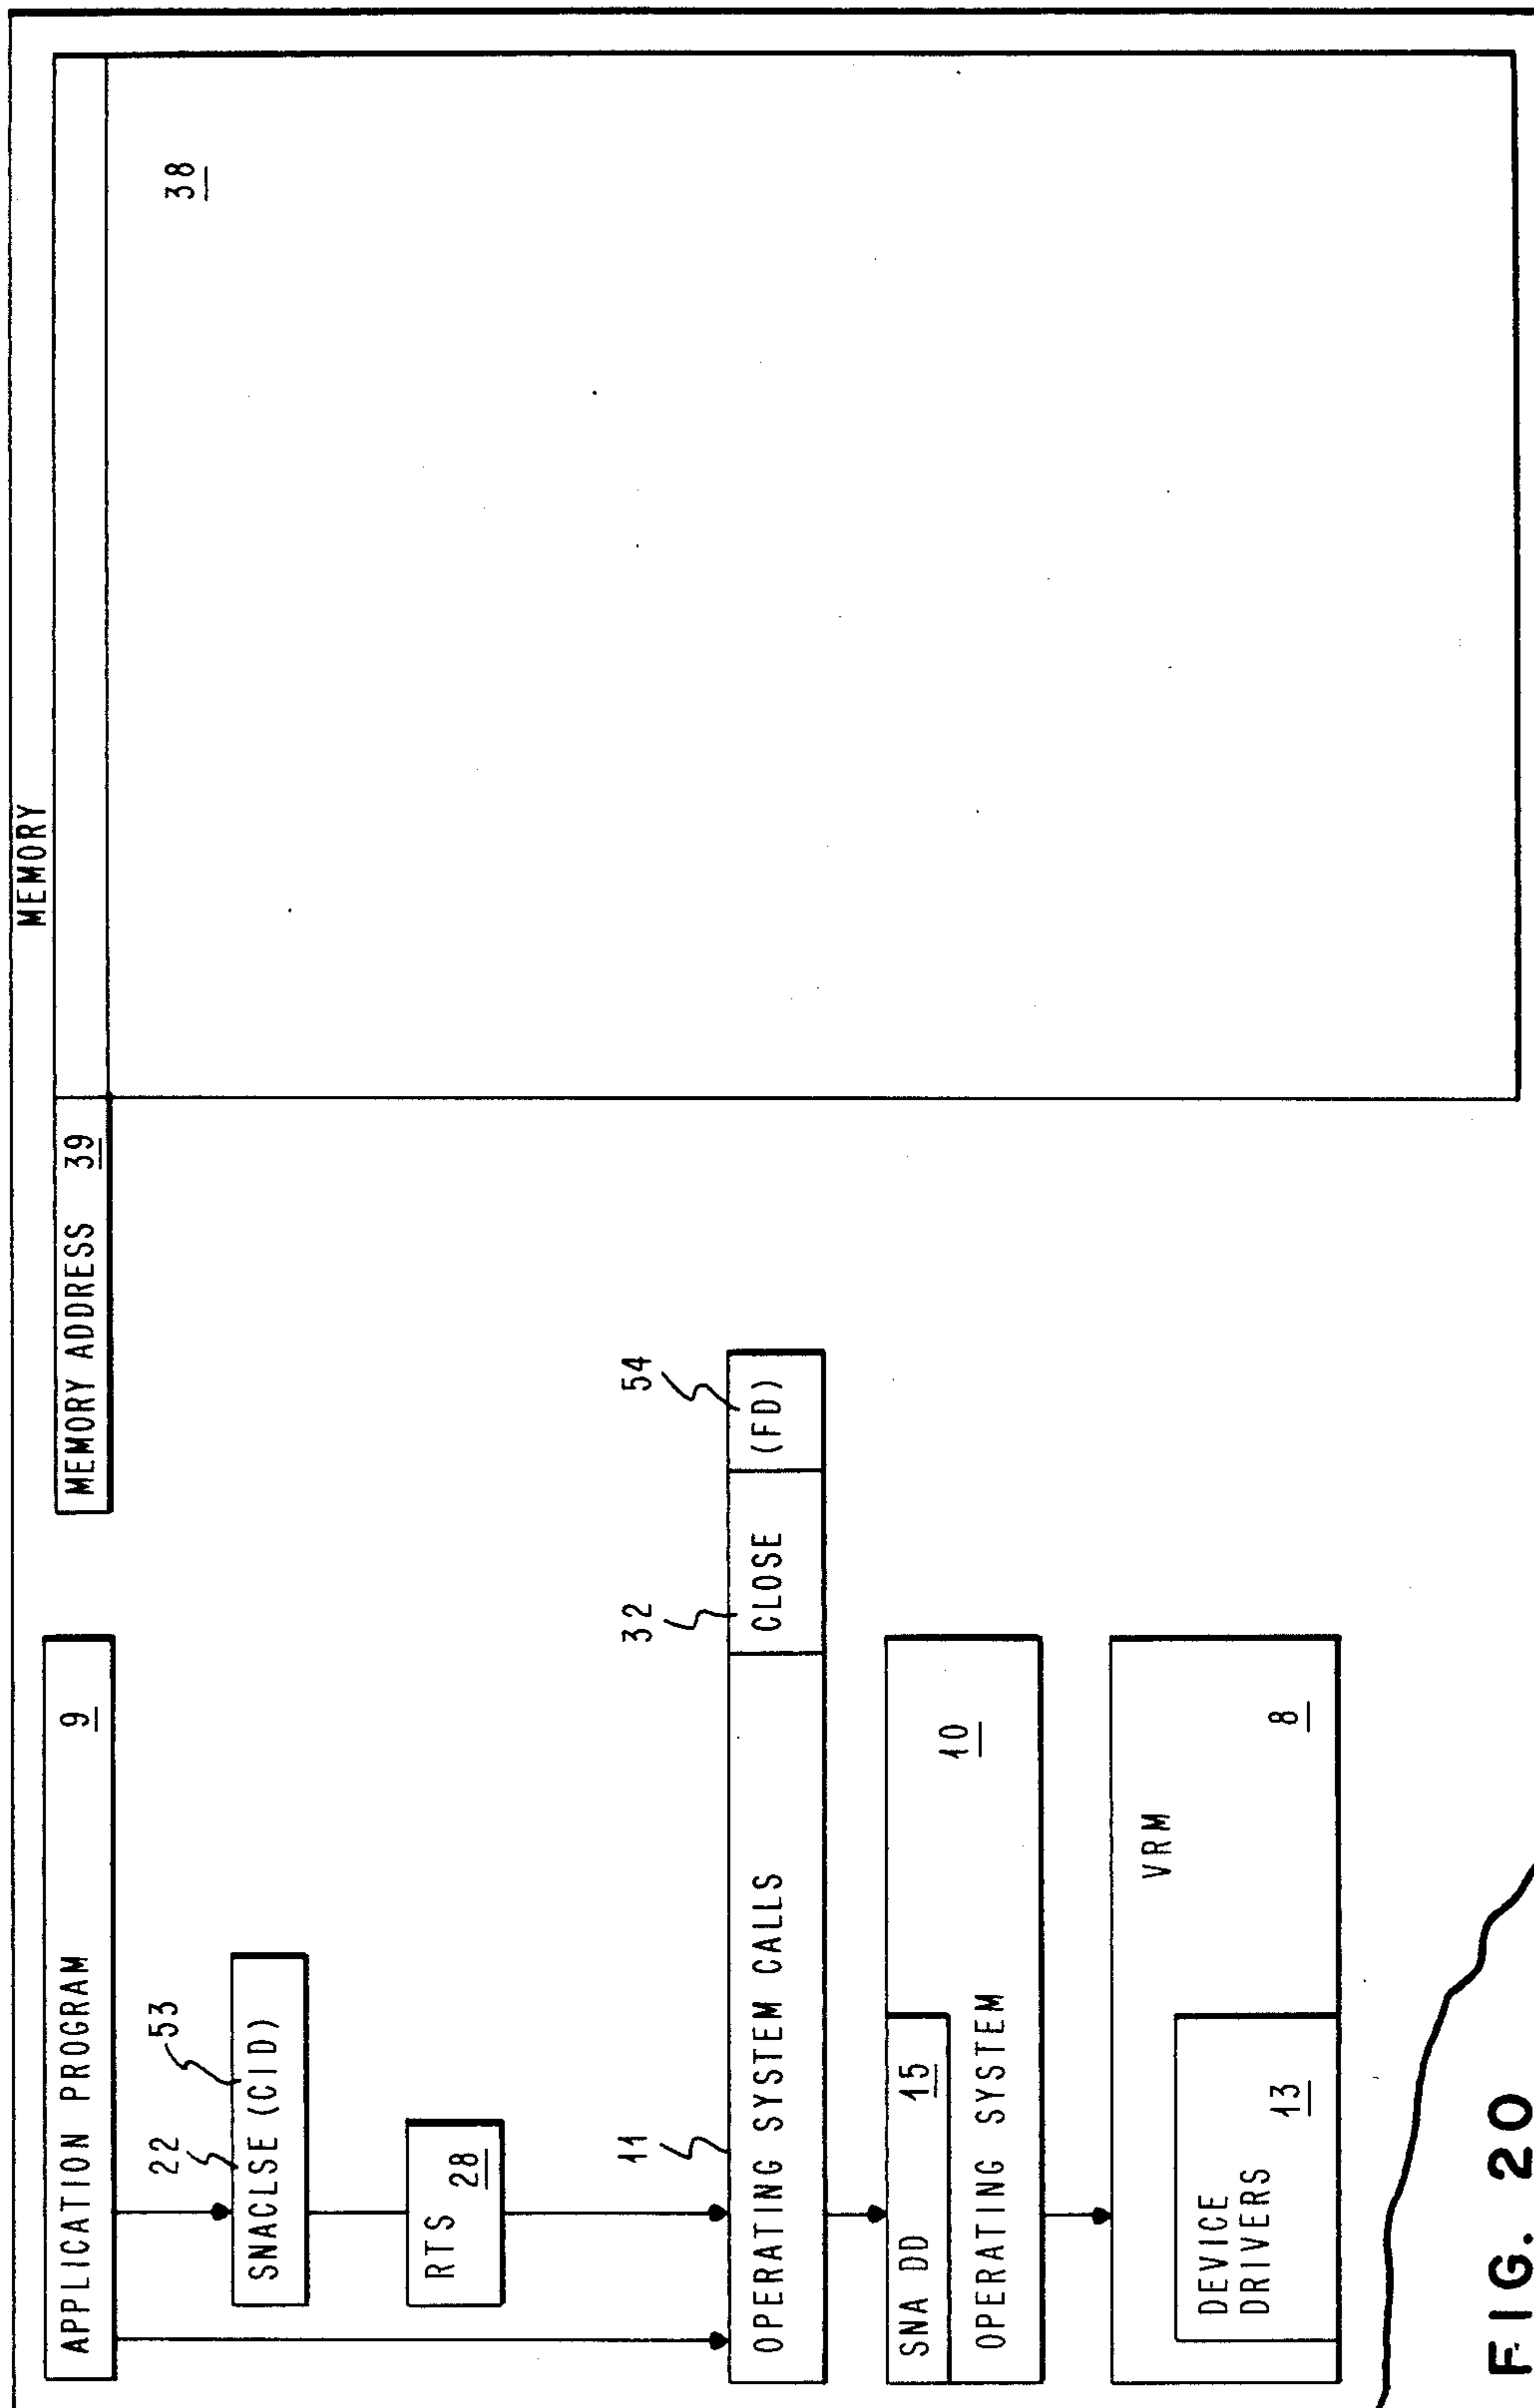 MEMORY
APPLICATION PROGRAM 9
MEMORY ADDRESS 39
38
22
53
SNACLSE (CID)
RTS 28
11
32
54
OPERATING SYSTEM CALLS
CLOSE
(FD)
SNA DD 15
10
OPERATING SYSTEM
VRM
8
DEVICE
DRIVERS
13
FIG. 20